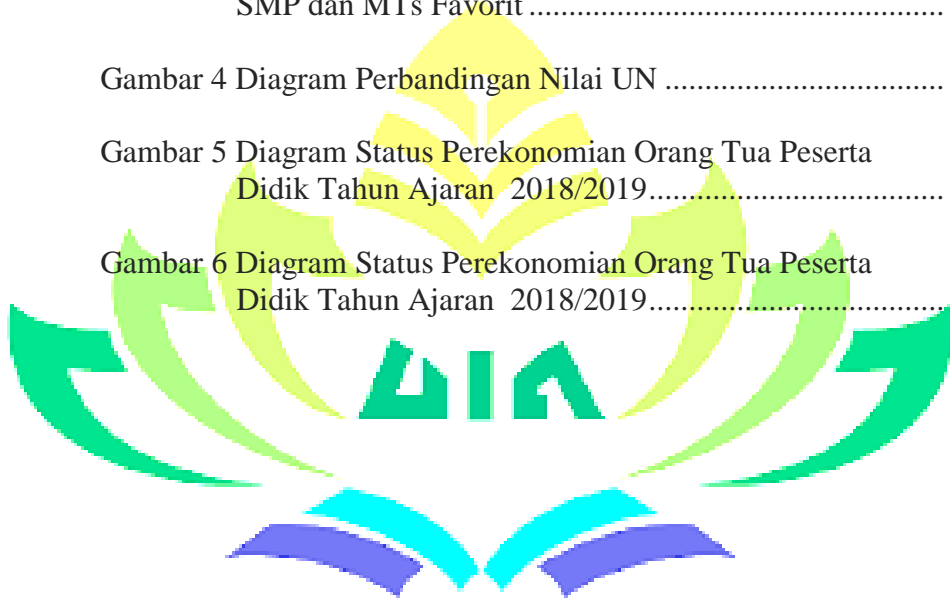 SMP dan MTs Favorit ....................................................
Gambar 4 Diagram Perbandingan Nilai UN ...................................
Gambar 5 Diagram Status Perekonomian Orang Tua Peserta
Didik Tahun Ajaran 2018/2019.....................................
Gambar 6 Diagram Status Perekonomian Orang Tua Peserta
Didik Tahun Ajaran 2018/2019.....................................
UIN